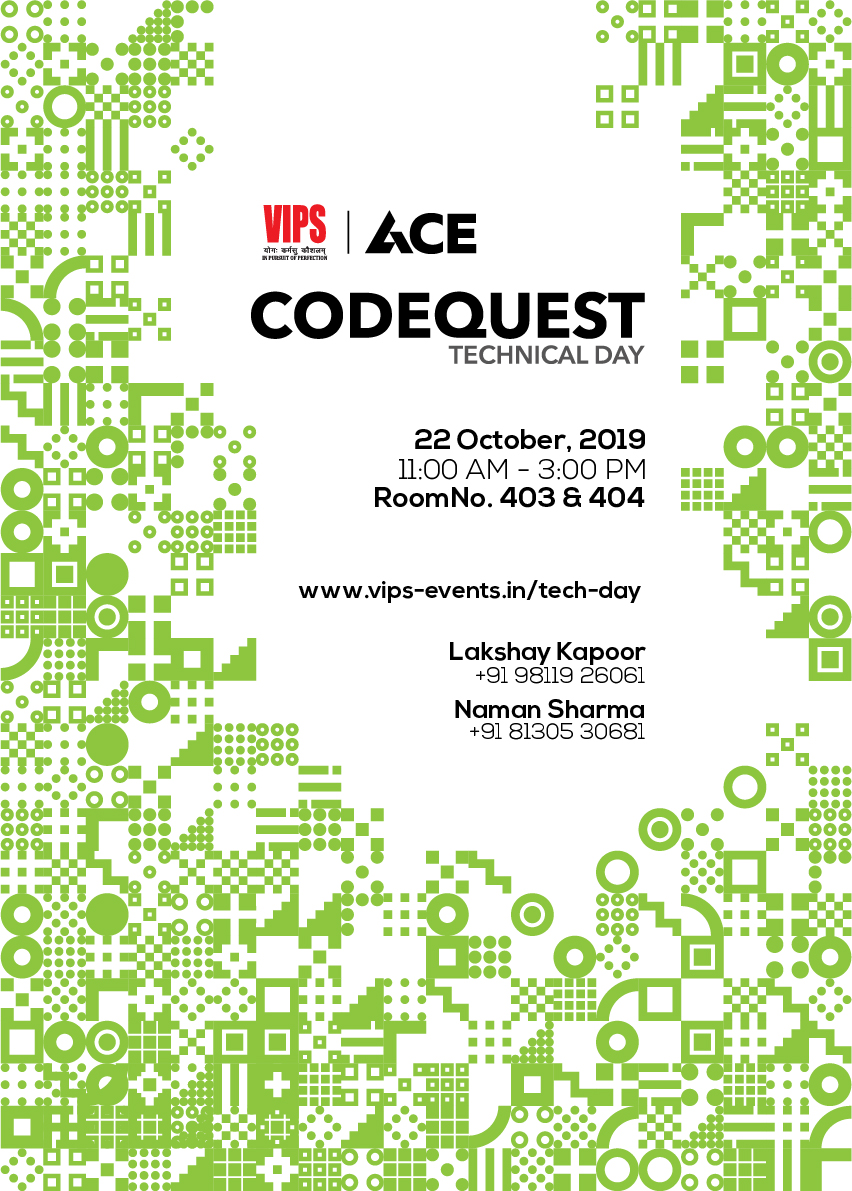 VIPS
योगः कर्मसु कौशलम्
IN PURSUIT OF PERFECTION
ACE
CODEQUEST
TECHNICAL DAY
22 October, 2019
11:00 AM - 3:00 PM
RoomNo. 403 & 404
www.vips-events.in/tech-day
Lakshay Kapoor
+91 98119 26061
Naman Sharma
+91 81305 30681